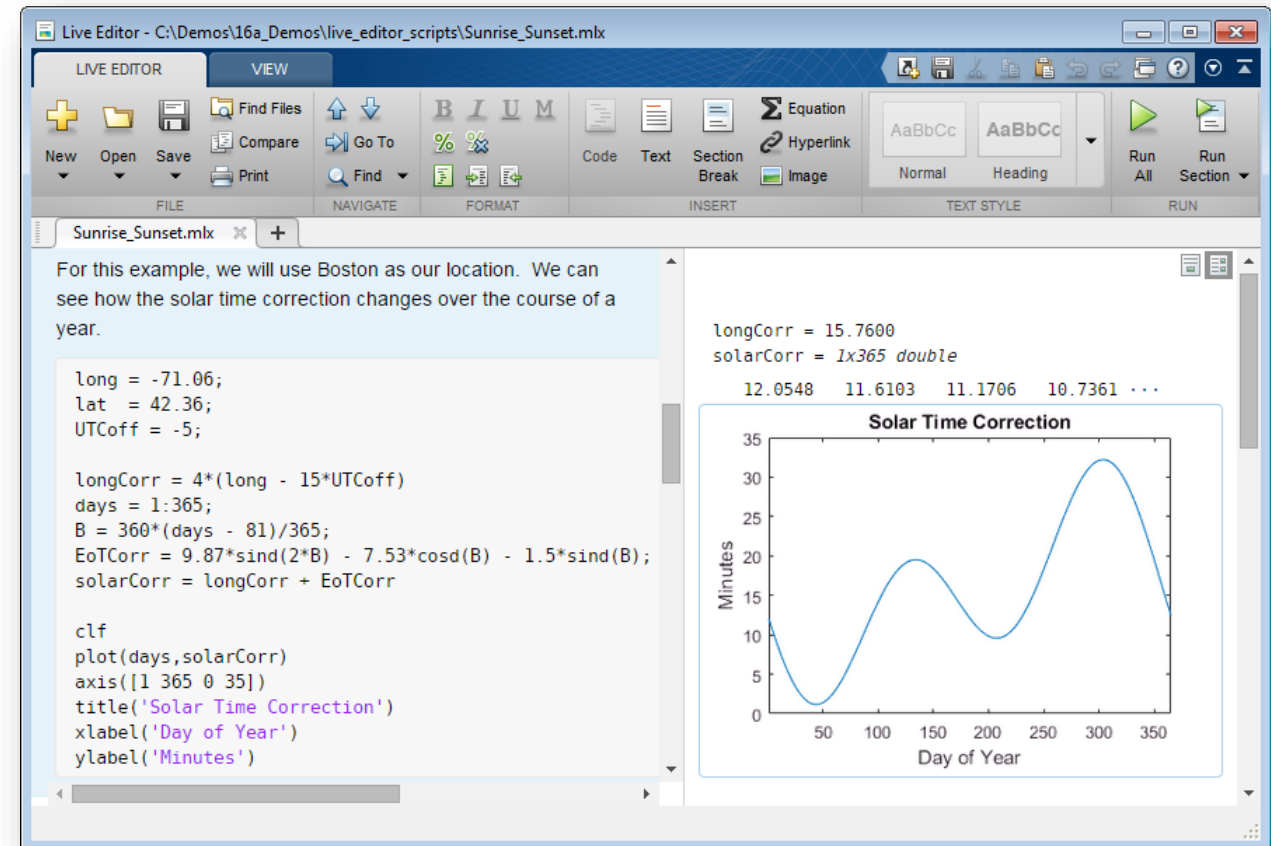 Live Editor - C:\Demos\16a_Demos\live_editor_scripts\Sunrise_Sunset.mlx
LIVE EDITOR
VIEW
New
Open
Save
Find Files
Compare
Print
FILE
Go To
Find
NAVIGATE
B I U M
FORMAT
Code
Text
Section Break
Equation
Hyperlink
Image
INSERT
AaBbCc
Normal
AaBbCc
Heading
TEXT STYLE
Run All
Run Section
RUN
Sunrise_Sunset.mlx
For this example, we will use Boston as our location.  We can
see how the solar time correction changes over the course of a
year.
long = -71.06;
lat  = 42.36;
UTCoff = -5;
longCorr = 4*(long - 15*UTCoff)
days = 1:365;
B = 360*(days - 81)/365;
EoTCorr = 9.87*sind(2*B) - 7.53*cosd(B) - 1.5*sind(B);
solarCorr = longCorr + EoTCorr
clf
plot(days,solarCorr)
axis([1 365 0 35])
title('Solar Time Correction')
xlabel('Day of Year')
ylabel('Minutes')
longCorr = 15.7600
solarCorr = 1x365 double
12.0548   11.6103   11.1706   10.7361 ···
Solar Time Correction
35
30
25
20
15
10
5
0
Minutes
50 100 150 200 250 300 350
Day of Year